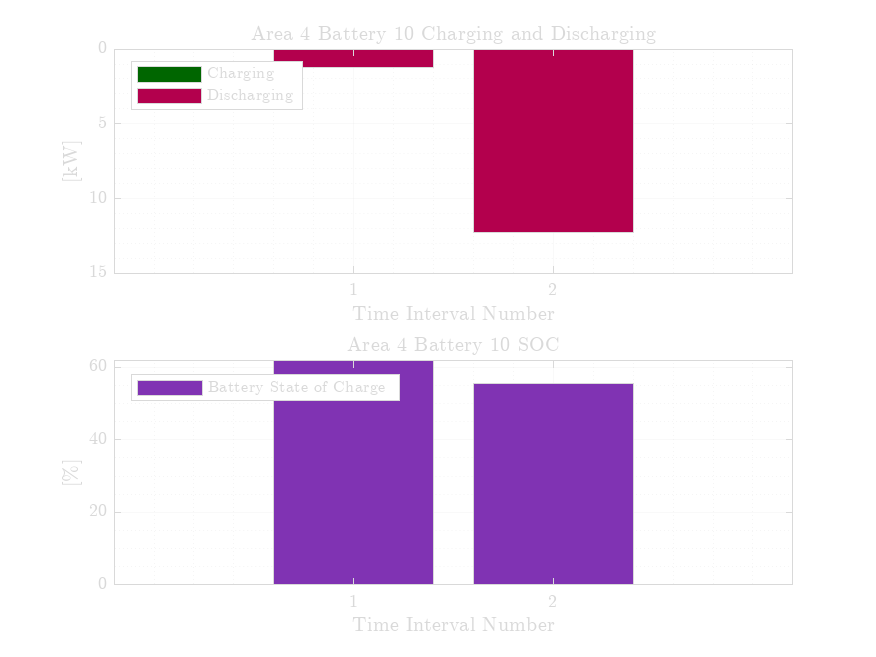 Area 4 Battery 10 Charging and Discharging
0
Charging
Discharging
5
[kW]
10
15
1 2
Time Interval Number
Area 4 Battery 10 SOC
60
Battery State of Charge
40
[%]
20
0
1 2
Time Interval Number